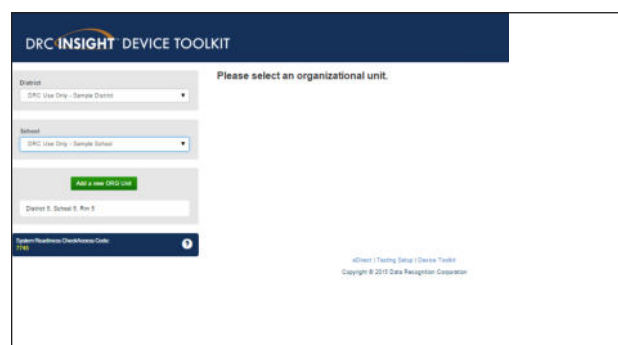 DRC INSIGHT DEVICE TOOLKIT
Please select an organizational unit.
District
DRC Use Only - Sample District
School
DRC Use Only - Sample School
Add a new ORG Unit
District 5, School 5, Rm 5
System Readiness Check/Access Code:
7745
eDirect | Testing Setup | Device Toolkit
Copyright © 2015 Data Recognition Corporation